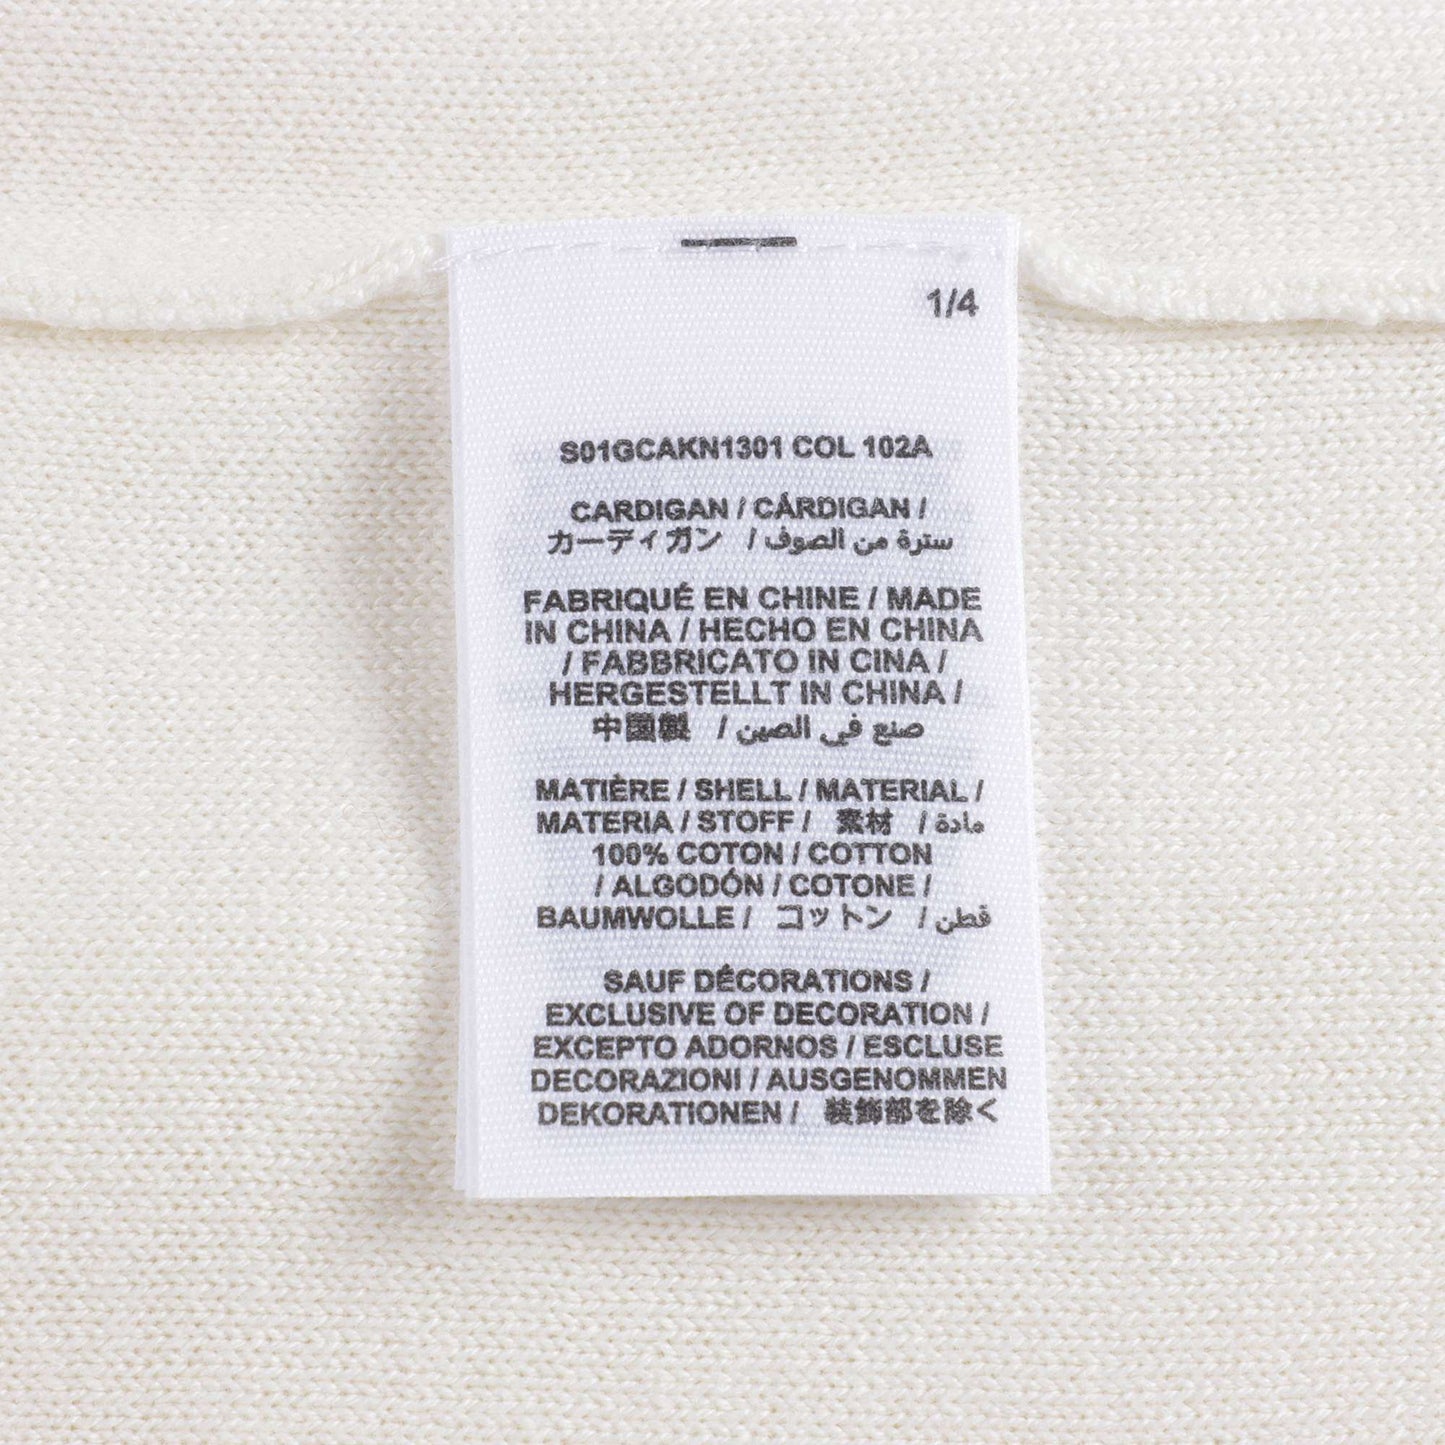 1/4
S01GCAKN1301 COL 102A
CARDIGAN / CÁRDIGAN /
カーディガン / سترة من الصوف
FABRIQUÉ EN CHINE / MADE
IN CHINA / HECHO EN CHINA
/ FABBRICATO IN CINA /
HERGESTELLT IN CHINA /
中国製 / صنع في الصين
MATIÈRE / SHELL / MATERIAL /
MATERIA / STOFF / 素材 / مادة
100% COTON / COTTON
/ ALGODÓN / COTONE /
BAUMWOLLE / コットン / قطن
SAUF DÉCORATIONS /
EXCLUSIVE OF DECORATION /
EXCEPTO ADORNOS / ESCLUSE
DECORAZIONI / AUSGENOMMEN
DEKORATIONEN / 装飾部を除く